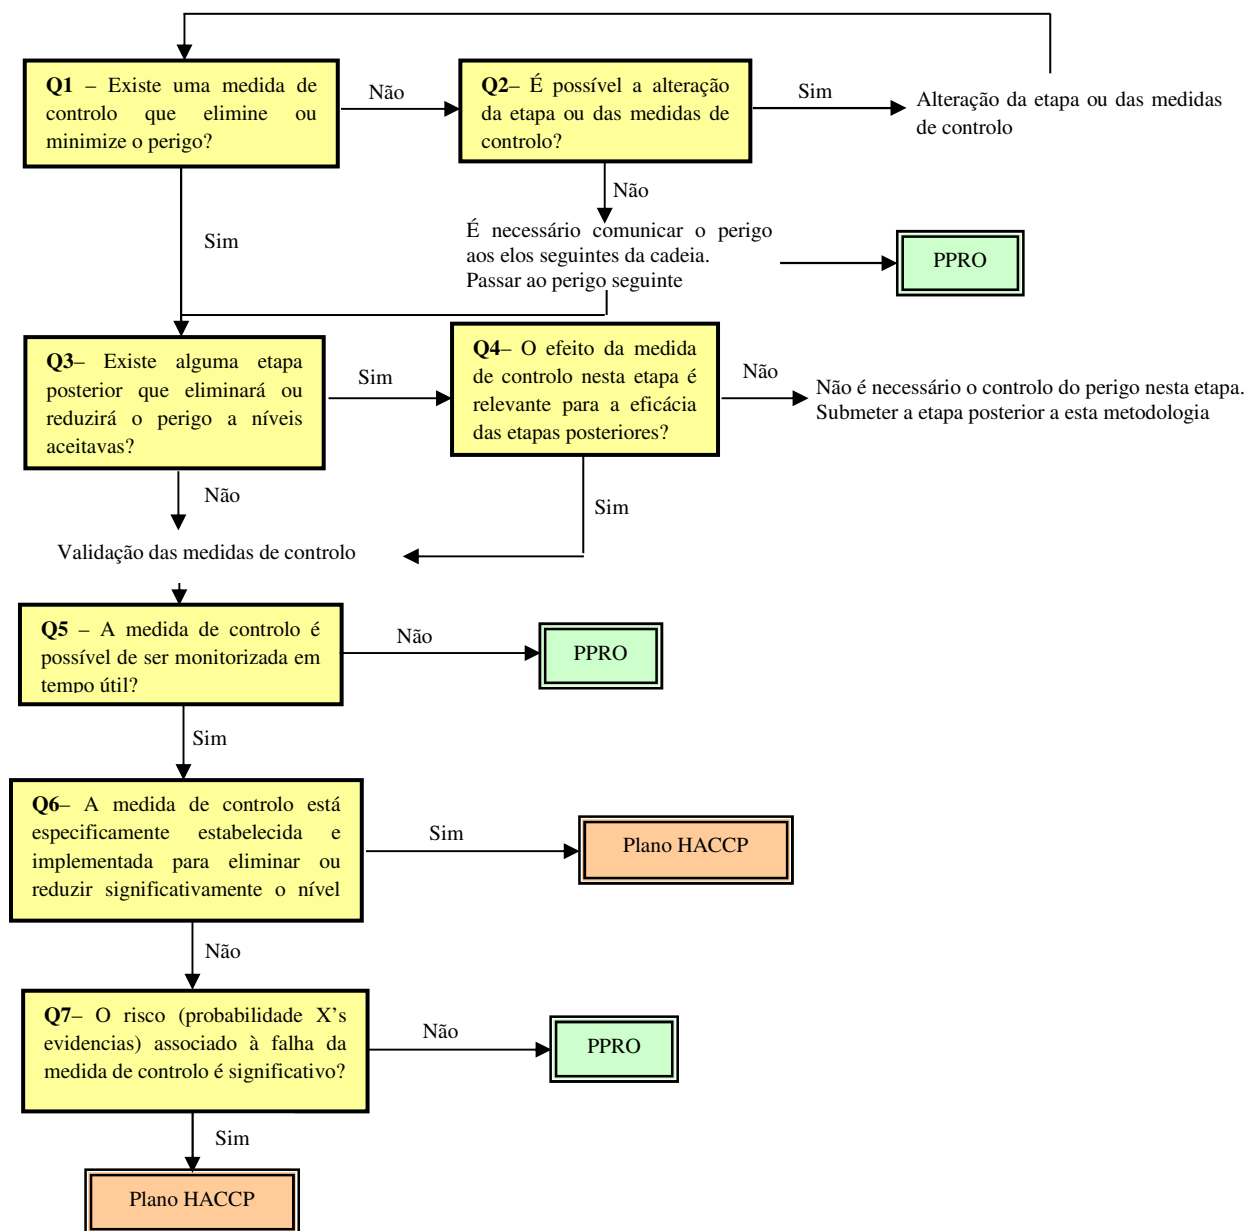 Q1 – Existe uma medida de
controlo que elimine ou
minimize o perigo?
Não
Q2– É possível a alteração
da etapa ou das medidas de
controlo?
Sim
Alteração da etapa ou das medidas
de controlo
Não
Sim
É necessário comunicar o perigo
aos elos seguintes da cadeia.
Passar ao perigo seguinte
PPRO
Q3– Existe alguma etapa
posterior que eliminará ou
reduzirá o perigo a níveis
aceitavas?
Sim
Q4– O efeito da medida
de controlo nesta etapa é
relevante para a eficácia
das etapas posteriores?
Não
Não é necessário o controlo do perigo nesta etapa.
Submeter a etapa posterior a esta metodologia
Não
Sim
Validação das medidas de controlo
Q5 – A medida de controlo é
possível de ser monitorizada em
tempo útil?
Não
PPRO
Sim
Q6– A medida de controlo está
especificamente estabelecida e
implementada para eliminar ou
reduzir significativamente o nível
Sim
Plano HACCP
Não
Q7– O risco (probabilidade X's
evidencias) associado à falha da
medida de controlo é significativo?
Não
PPRO
Sim
Plano HACCP